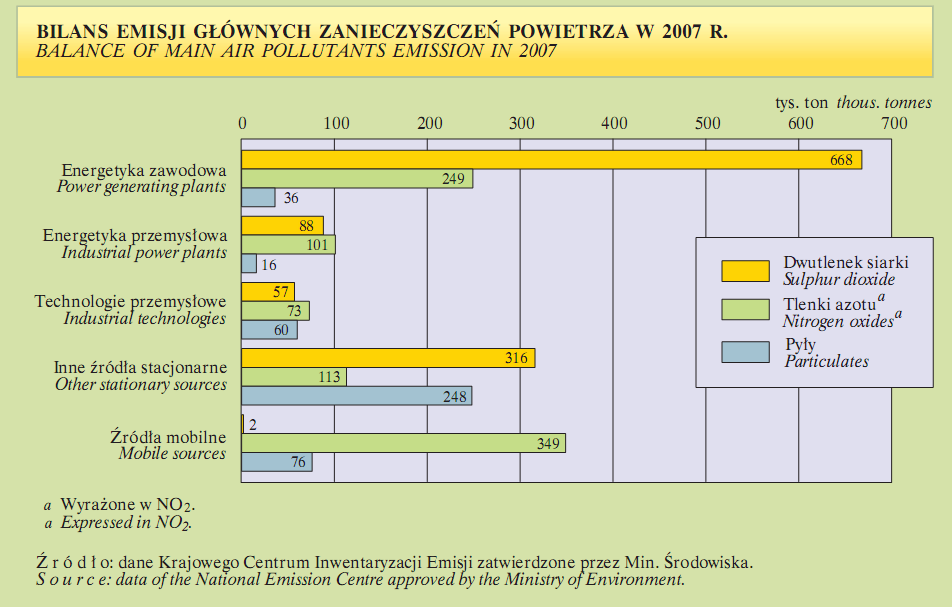 BILANS EMISJI GŁÓWNYCH ZANIECZYSZCZEŃ POWIETRZA W 2007 R.
BALANCE OF MAIN AIR POLLUTANTS EMISSION IN 2007
tys. ton thous. tonnes
0 100 200 300 400 500 600 700
Energetyka zawodowa
Power generating plants
668
249
36
Energetyka przemysłowa
Industrial power plants
88
101
16
Technologie przemysłowe
Industrial technologies
57
73
60
Inne źródła stacjonarne
Other stationary sources
316
113
248
Źródła mobilne
Mobile sources
2
349
76
Dwutlenek siarki
Sulphur dioxide
Tlenki azotu a
Nitrogen oxides a
Pyły
Particulates
a Wyrażone w NO2.
a Expressed in NO2.
Ź r ó d ł o: dane Krajowego Centrum Inwentaryzacji Emisji zatwierdzone przez Min. Środowiska.
S o u r c e: data of the National Emission Centre approved by the Ministry of Environment.